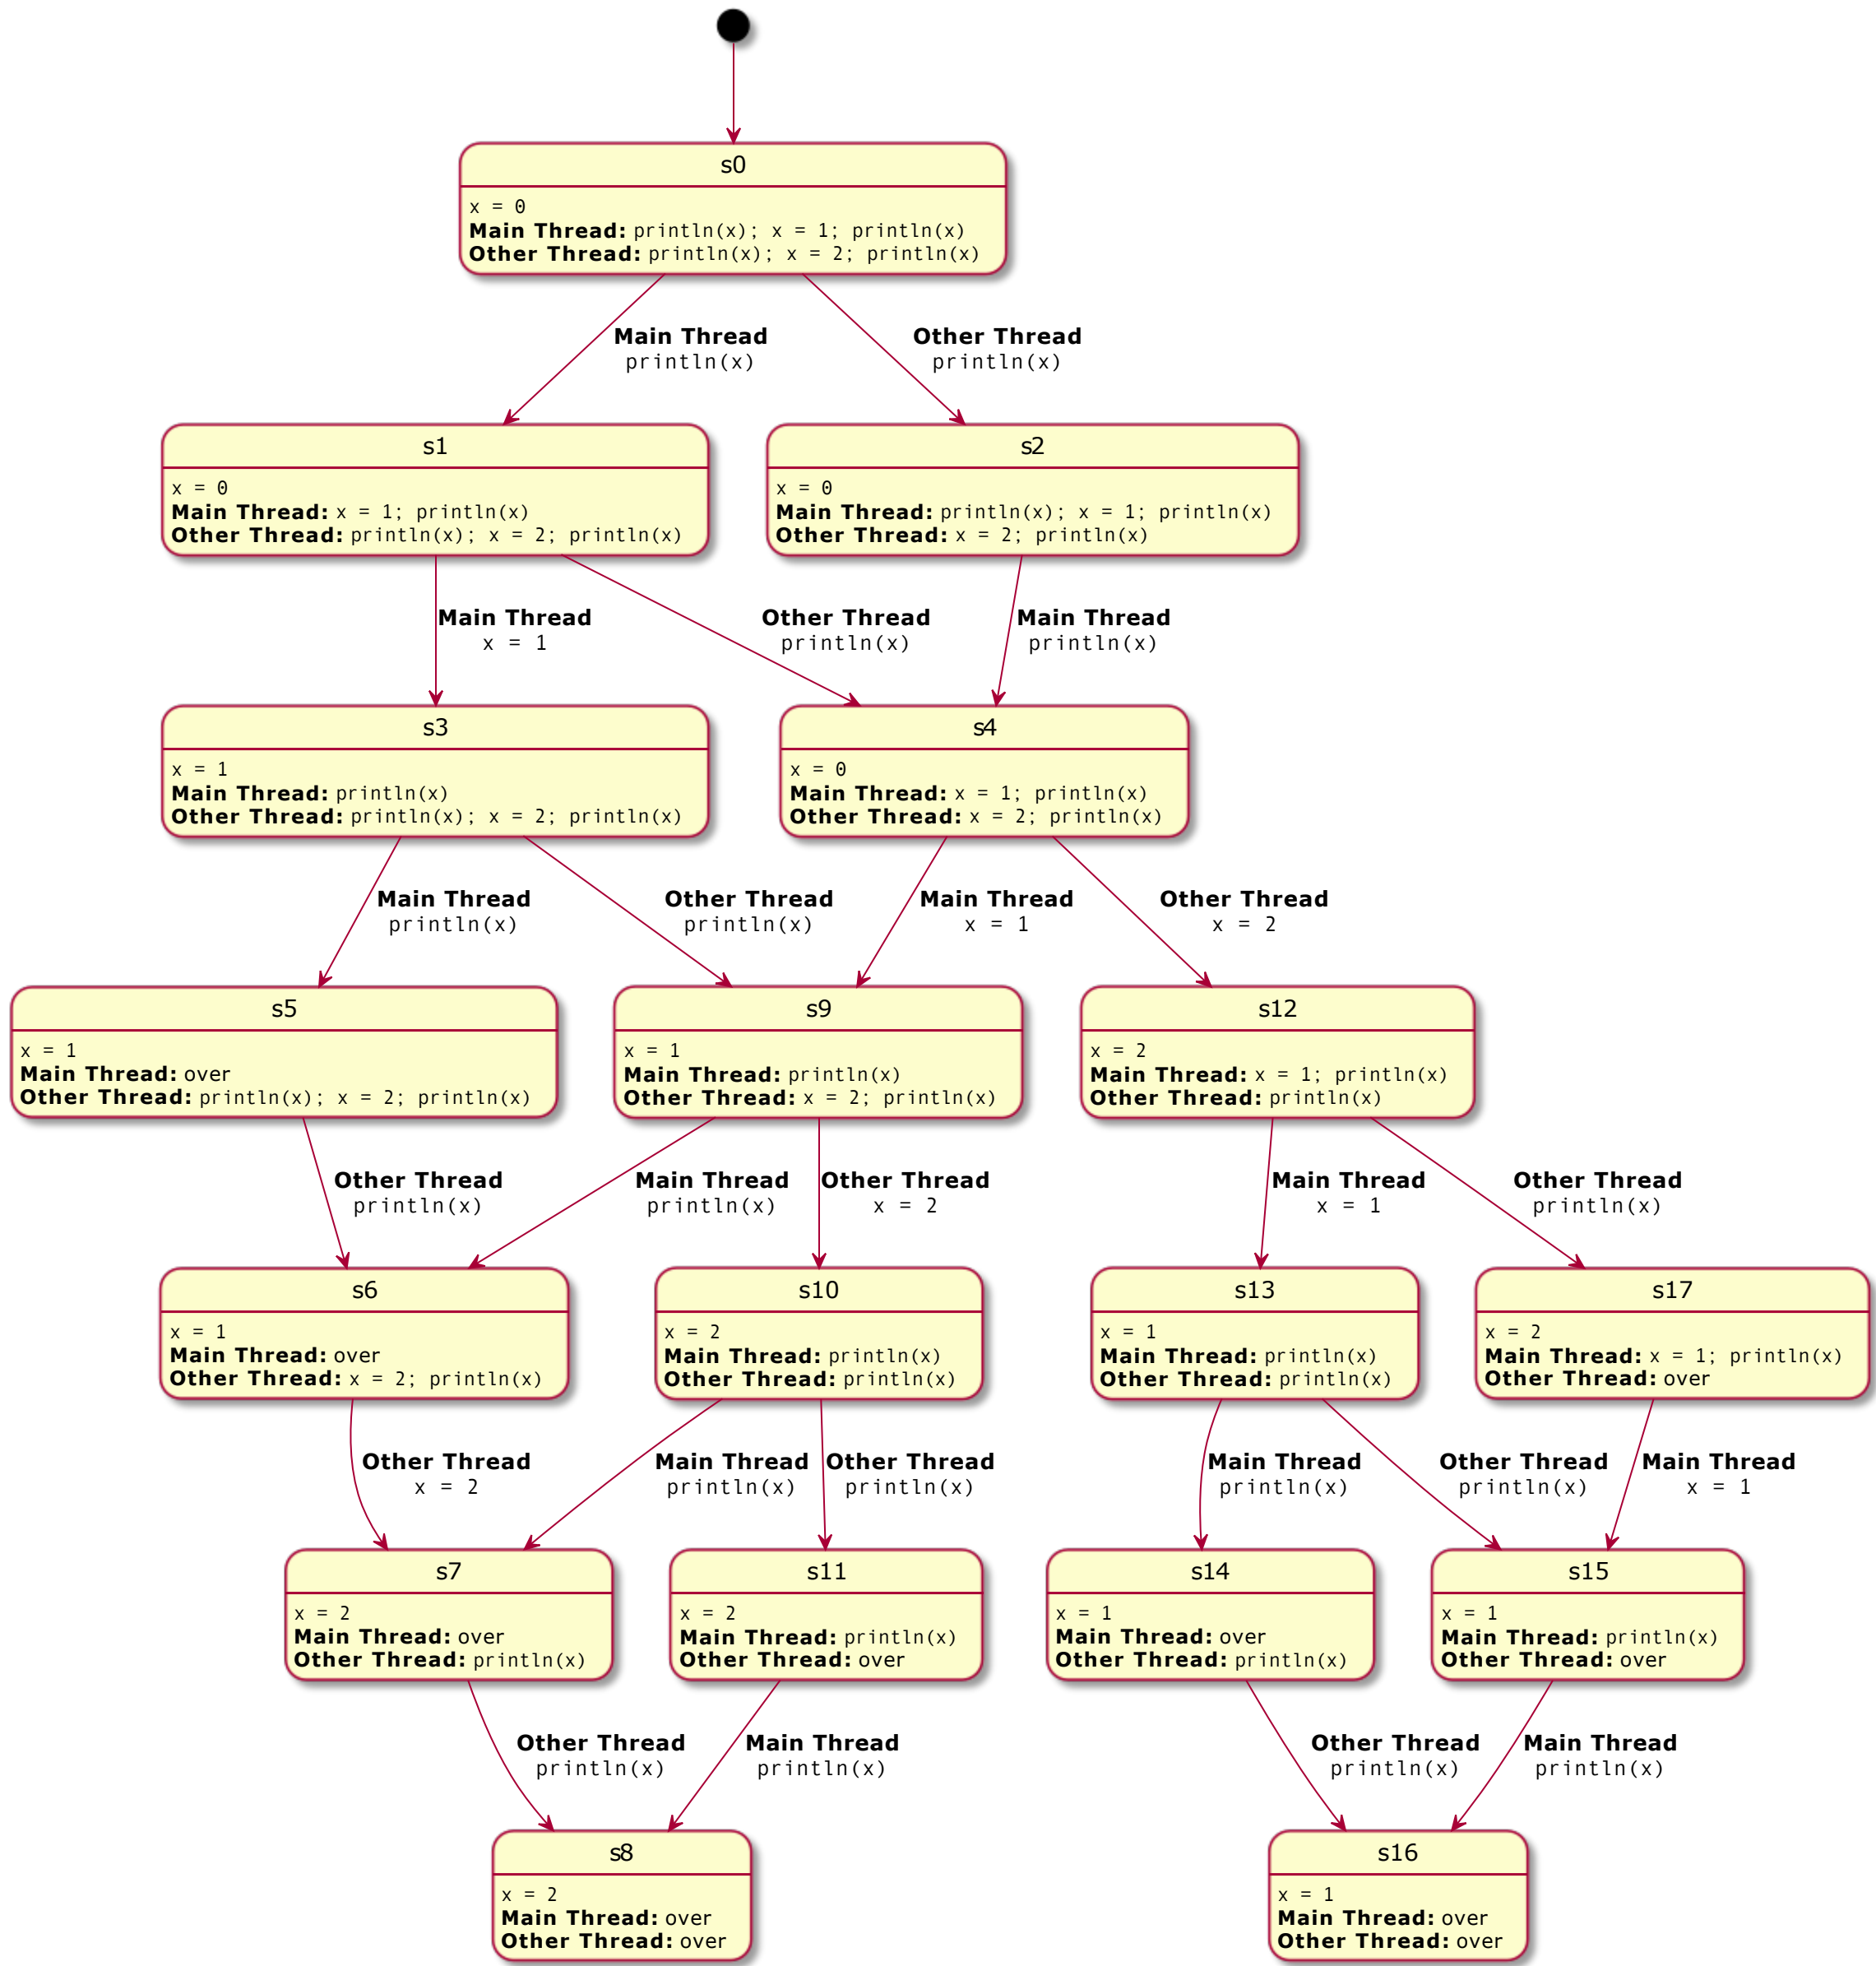 s0
x = 0
Main Thread: println(x); x = 1; println(x)
Other Thread: println(x); x = 2; println(x)
Main Thread
println(x)
Other Thread
println(x)
s1
x = 0
Main Thread: x = 1; println(x)
Other Thread: println(x); x = 2; println(x)
s2
x = 0
Main Thread: println(x); x = 1; println(x)
Other Thread: x = 2; println(x)
Main Thread
x = 1
Other Thread
println(x)
Main Thread
println(x)
s3
x = 1
Main Thread: println(x)
Other Thread: println(x); x = 2; println(x)
s4
x = 0
Main Thread: x = 1; println(x)
Other Thread: x = 2; println(x)
Main Thread
println(x)
Other Thread
println(x)
Main Thread
x = 1
Other Thread
x = 2
s5
x = 1
Main Thread: over
Other Thread: println(x); x = 2; println(x)
s9
x = 1
Main Thread: println(x)
Other Thread: x = 2; println(x)
s12
x = 2
Main Thread: x = 1; println(x)
Other Thread: println(x)
Other Thread
println(x)
Main Thread
println(x)
Other Thread
x = 2
Main Thread
x = 1
Other Thread
println(x)
s6
x = 1
Main Thread: over
Other Thread: x = 2; println(x)
s10
x = 2
Main Thread: println(x)
Other Thread: println(x)
s13
x = 1
Main Thread: println(x)
Other Thread: println(x)
s17
x = 2
Main Thread: x = 1; println(x)
Other Thread: over
Other Thread
x = 2
Main Thread
println(x)
Other Thread
println(x)
Main Thread
println(x)
Other Thread
println(x)
Main Thread
x = 1
s7
x = 2
Main Thread: over
Other Thread: println(x)
s11
x = 2
Main Thread: println(x)
Other Thread: over
s14
x = 1
Main Thread: over
Other Thread: println(x)
s15
x = 1
Main Thread: println(x)
Other Thread: over
Other Thread
println(x)
Main Thread
println(x)
Other Thread
println(x)
Main Thread
println(x)
s8
x = 2
Main Thread: over
Other Thread: over
s16
x = 1
Main Thread: over
Other Thread: over